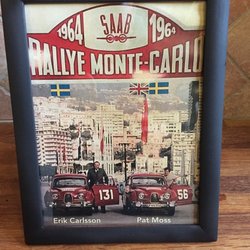 1964 SAAB 1964
RALLYE MONTE-CARLO
131 56
Erik Carlsson Pat Moss